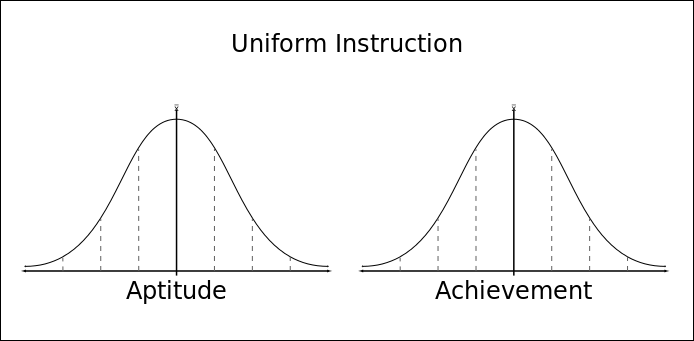 Uniform Instruction
Aptitude
Achievement